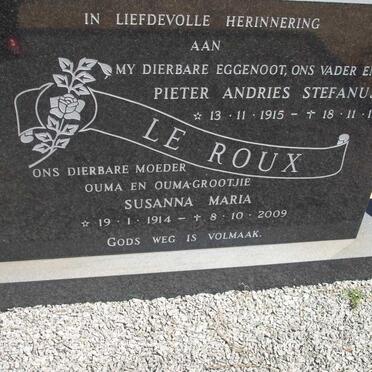 IN LIEFDEVOLLE HERINNERING
AAN
MY DIERBARE EGGENOOT, ONS VADER
PIETER ANDRIES
☆ 13 · 11 · 1915 – ✝ 18 · 11 ·
LE ROUX
ONS DIERBARE MOEDER
OUMA EN OUMA-GROOTJIE
SUSANNA MARIA
☆ 19 · 1 · 1914 – ✝ 8 · 10 · 2009
GODS WEG IS VOLMAAK.